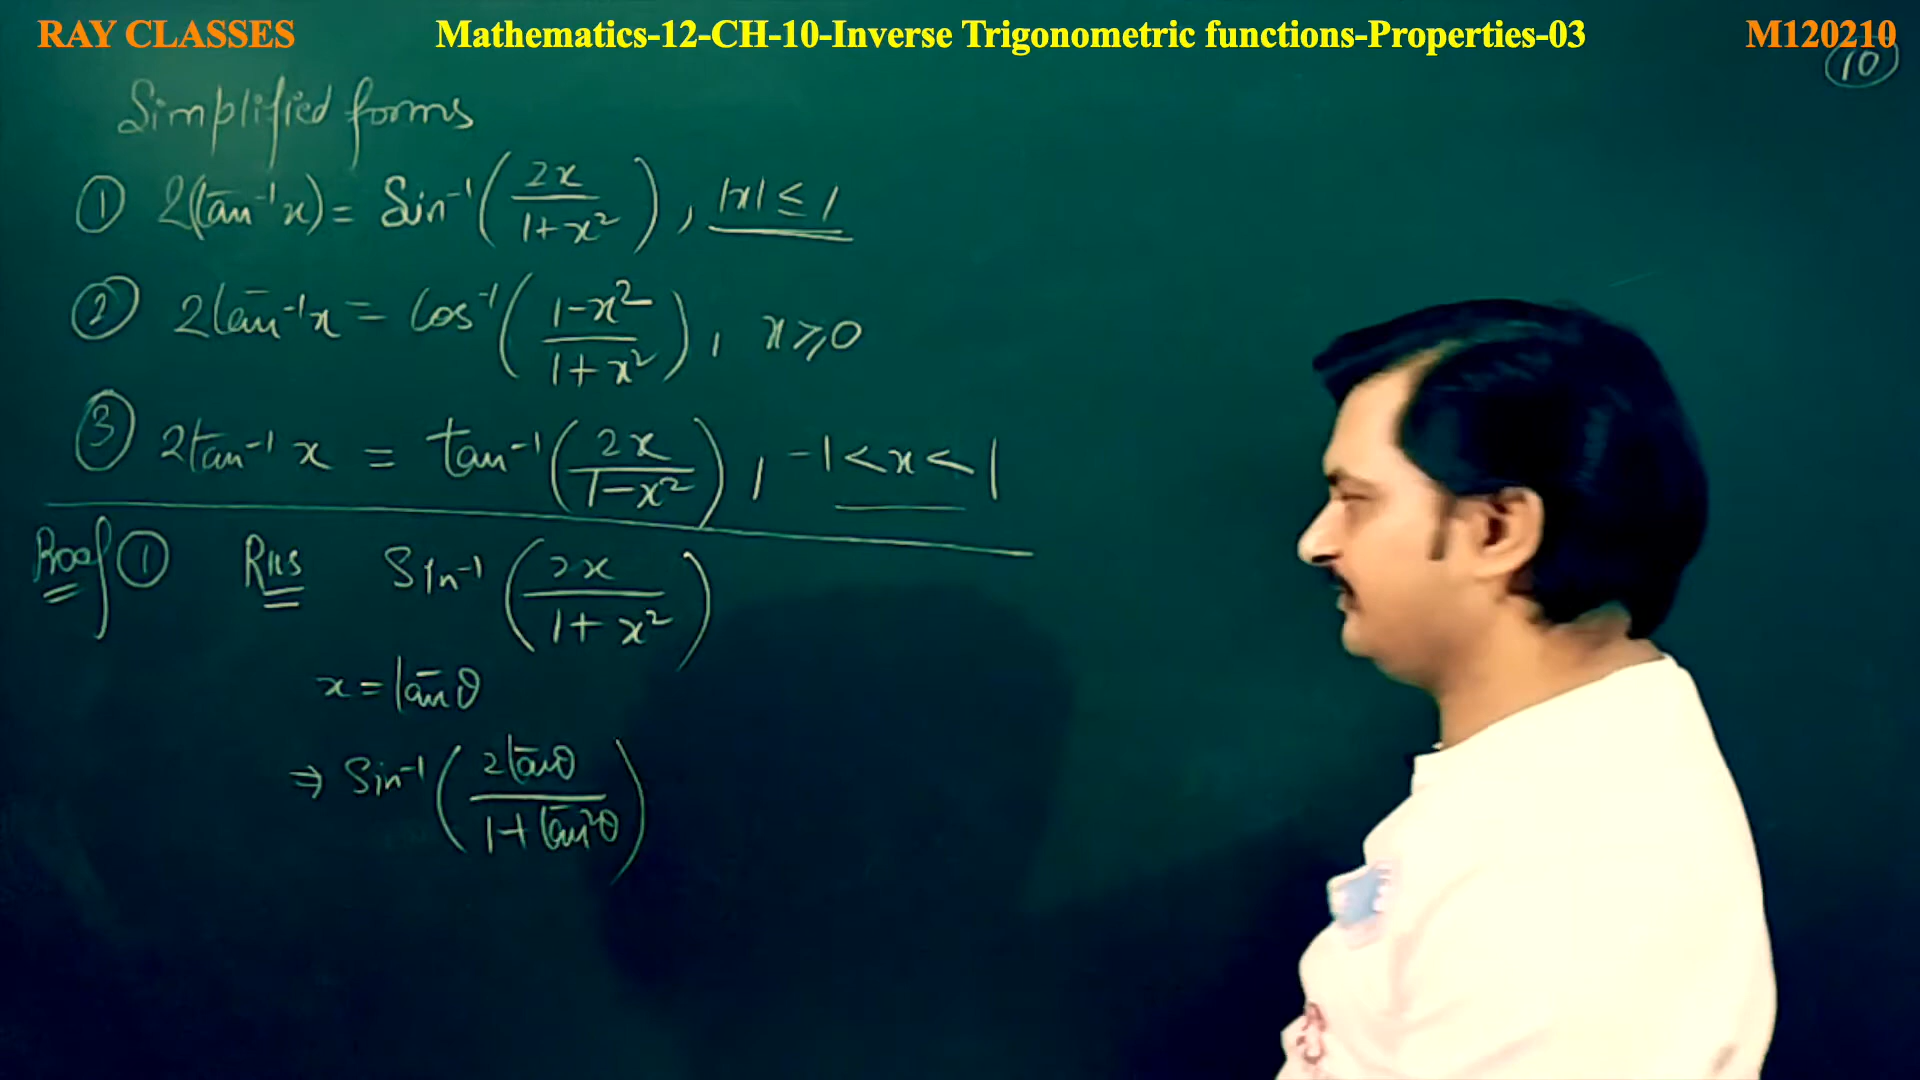 RAY CLASSES Mathematics-12-CH-10-Inverse Trigonometric functions-Properties-03 M120210
10
Simplified forms
① 2(tan⁻¹x) = Sin⁻¹(2x/(1+x²)), |x| ≤ 1
② 2tan⁻¹x = Cos⁻¹((1-x²)/(1+x²)), x ≥ 0
③ 2tan⁻¹ x = tan⁻¹(2x/(1-x²)), -1 < x < 1
Proof ① RHS Sin⁻¹(2x/(1+x²))
x = tanθ
⇒ Sin⁻¹(2tanθ/(1+tan²θ))